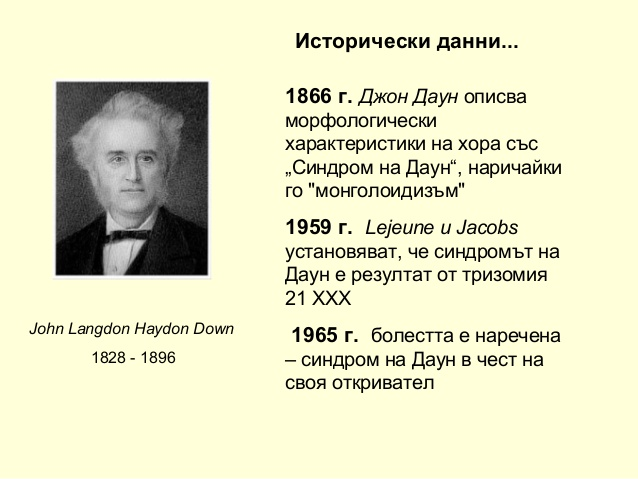 Исторически данни...
1866 г. Джон Даун описва
морфологически
характеристики на хора със
„Синдром на Даун“, наричайки
го "монголоидизъм"
1959 г. Lejeune и Jacobs
установяват, че синдромът на
Даун е резултат от тризомия
21 XXX
1965 г. болестта е наречена
– синдром на Даун в чест на
своя откривател
John Langdon Haydon Down
1828 - 1896